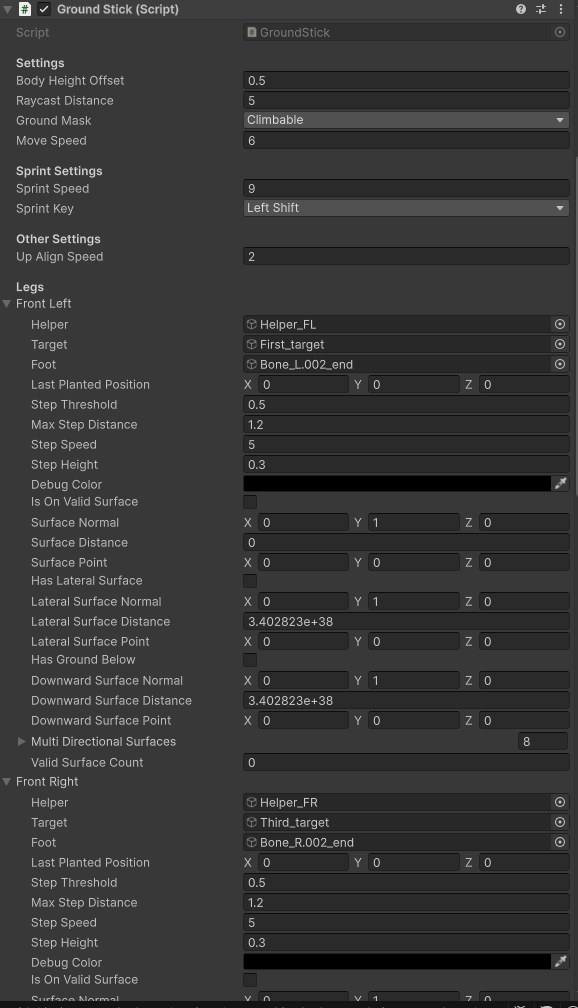 Ground Stick (Script)
Script GroundStick
Settings
Body Height Offset 0.5
Raycast Distance 5
Ground Mask Climbable
Move Speed 6
Sprint Settings
Sprint Speed 9
Sprint Key Left Shift
Other Settings
Up Align Speed 2
Legs
Front Left
Helper Helper_FL
Target First_target
Foot Bone_L.002_end
Last Planted Position X 0 Y 0 Z 0
Step Threshold 0.5
Max Step Distance 1.2
Step Speed 5
Step Height 0.3
Debug Color
Is On Valid Surface
Surface Normal X 0 Y 1 Z 0
Surface Distance 0
Surface Point X 0 Y 0 Z 0
Has Lateral Surface
Lateral Surface Normal X 0 Y 1 Z 0
Lateral Surface Distance 3.402823e+38
Lateral Surface Point X 0 Y 0 Z 0
Has Ground Below
Downward Surface Normal X 0 Y 1 Z 0
Downward Surface Distance 3.402823e+38
Downward Surface Point X 0 Y 0 Z 0
Multi Directional Surfaces 8
Valid Surface Count 0
Front Right
Helper Helper_FR
Target Third_target
Foot Bone_R.002_end
Last Planted Position X 0 Y 0 Z 0
Step Threshold 0.5
Max Step Distance 1.2
Step Speed 5
Step Height 0.3
Debug Color
Is On Valid Surface
Surface Normal X 0 Y 1 Z 0